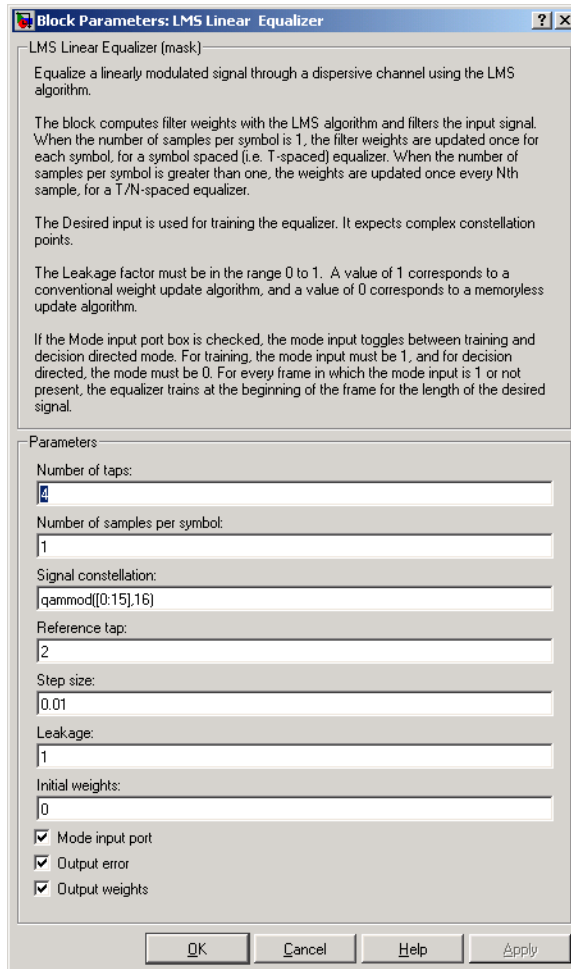 Block Parameters: LMS Linear Equalizer
LMS Linear Equalizer (mask)
Equalize a linearly modulated signal through a dispersive channel using the LMS
algorithm.
The block computes filter weights with the LMS algorithm and filters the input signal.
When the number of samples per symbol is 1, the filter weights are updated once for
each symbol, for a symbol spaced (i.e. T-spaced) equalizer. When the number of
samples per symbol is greater than one, the weights are updated once every Nth
sample, for a T/N-spaced equalizer.
The Desired input is used for training the equalizer. It expects complex constellation
points.
The Leakage factor must be in the range 0 to 1. A value of 1 corresponds to a
conventional weight update algorithm, and a value of 0 corresponds to a memoryless
update algorithm.
If the Mode input port box is checked, the mode input toggles between training and
decision directed mode. For training, the mode input must be 1, and for decision
directed, the mode must be 0. For every frame in which the mode input is 1 or not
present, the equalizer trains at the beginning of the frame for the length of the desired
signal.
Parameters
Number of taps:
4
Number of samples per symbol:
1
Signal constellation:
qammod([0:15],16)
Reference tap:
2
Step size:
0.01
Leakage:
1
Initial weights:
0
Mode input port
Output error
Output weights
OK Cancel Help Apply